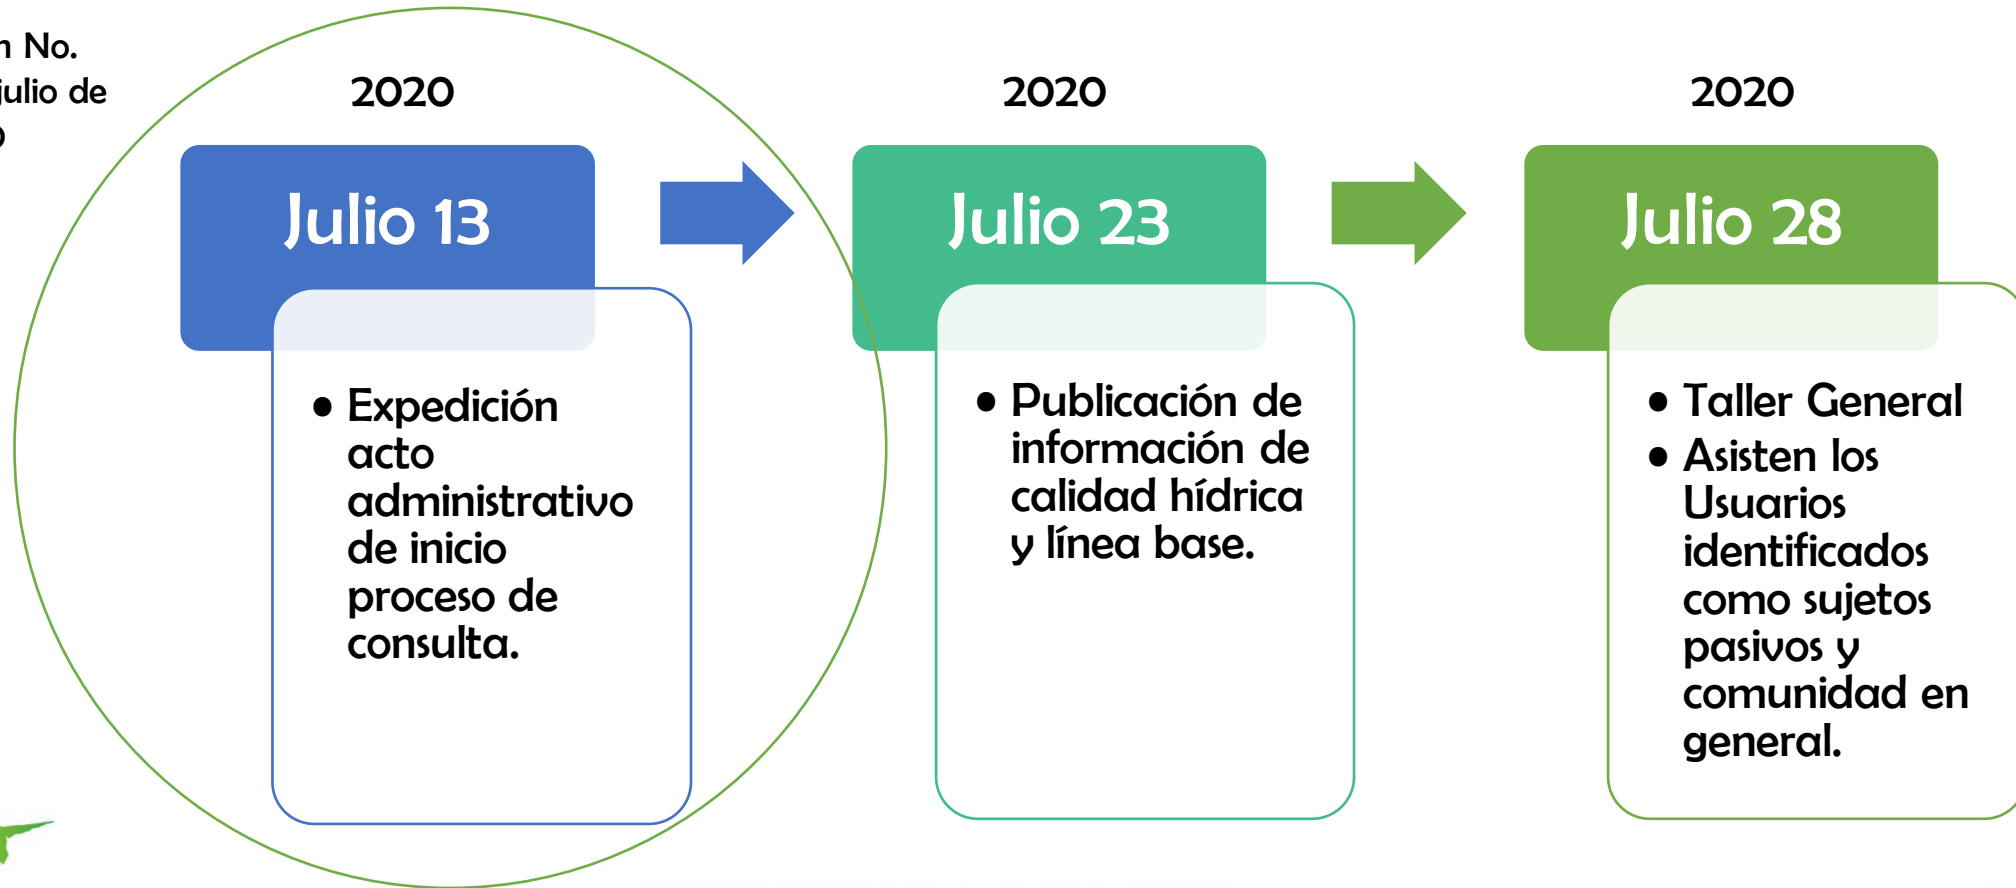 No.
julio de
2020
Julio 13
• Expedición
acto
administrativo
de inicio
proceso de
consulta.
2020
Julio 23
• Publicación de
información de
calidad hídrica
y línea base.
2020
Julio 28
• Taller General
• Asisten los
Usuarios
identificados
como sujetos
pasivos y
comunidad en
general.